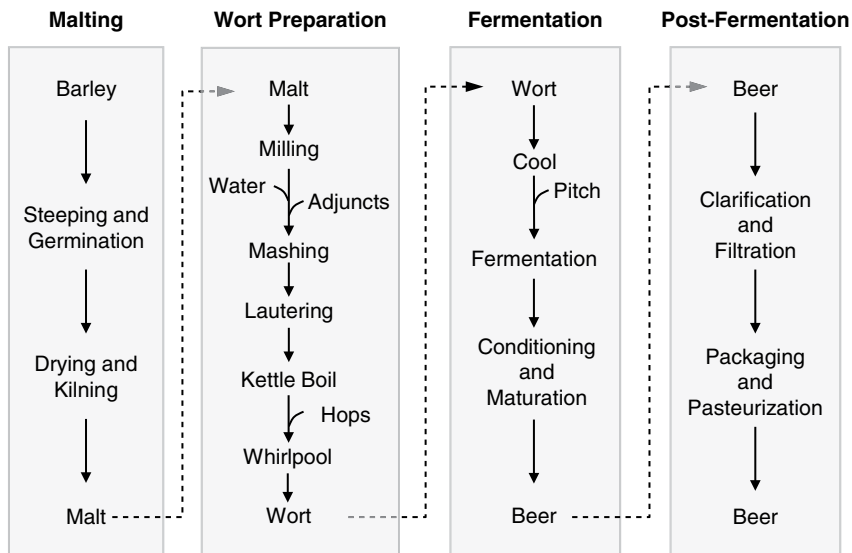 Malting
Barley
Steeping and
Germination
Drying and
Kilning
Malt
Wort Preparation
Malt
Milling
Water
Adjuncts
Mashing
Lautering
Kettle Boil
Hops
Whirlpool
Wort
Fermentation
Wort
Cool
Pitch
Fermentation
Conditioning
and
Maturation
Beer
Post-Fermentation
Beer
Clarification
and
Filtration
Packaging
and
Pasteurization
Beer